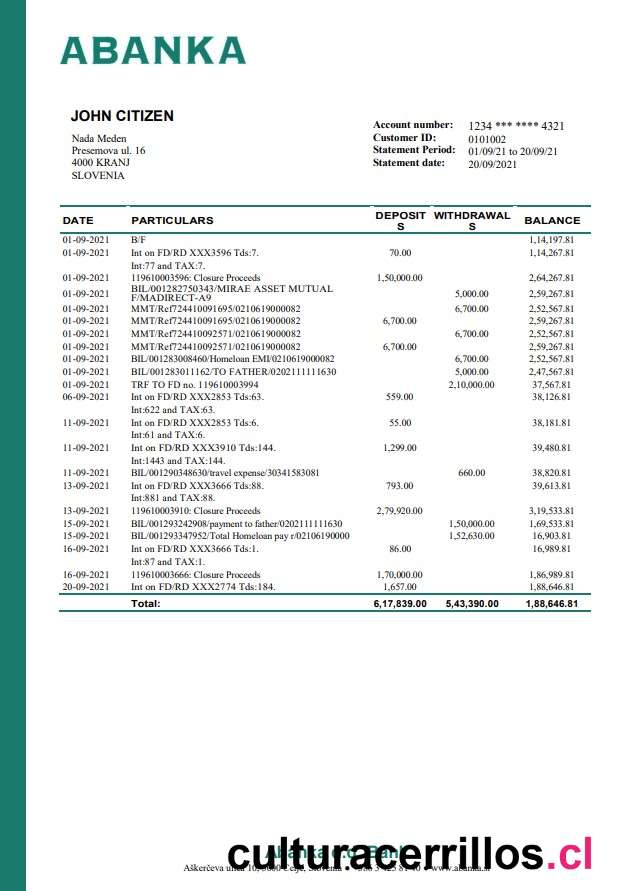 ABANKA
JOHN CITIZEN
Nada Meden
Presemova ul. 16
4000 KRANJ
SLOVENIA
Account number: 1234 *** **** 4321
Customer ID: 0101002
Statement Period: 01/09/21 to 20/09/21
Statement date: 20/09/2021
DATE PARTICULARS DEPOSIT WITHDRAWAL BALANCE
S S
01-09-2021 B/F 1,14,197.81
01-09-2021 Int on FD/RD XXX3596 Tds:7. 70.00 1,14,267.81
Int:77 and TAX:7.
01-09-2021 119610003596: Closure Proceeds 1,50,000.00 2,64,267.81
BIL/001282750343/MIRAE ASSET MUTUAL
01-09-2021 F/MADIRECT-A9 5,000.00 2,59,267.81
01-09-2021 MMT/Ref724410091695/0210619000082 6,700.00 2,52,567.81
01-09-2021 MMT/Ref724410091695/0210619000082 6,700.00 2,59,267.81
01-09-2021 MMT/Ref724410092571/0210619000082 6,700.00 2,52,567.81
01-09-2021 MMT/Ref724410092571/0210619000082 6,700.00 2,59,267.81
01-09-2021 BIL/001283008460/Homeloan EMI/0210619000082 6,700.00 2,52,567.81
01-09-2021 BIL/001283011162/TO FATHER/0202111111630 5,000.00 2,47,567.81
01-09-2021 TRF TO FD no. 119610003994 2,10,000.00 37,567.81
06-09-2021 Int on FD/RD XXX2853 Tds:63. 559.00 38,126.81
Int:622 and TAX:63.
11-09-2021 Int on FD/RD XXX2853 Tds:6. 55.00 38,181.81
Int:61 and TAX:6.
11-09-2021 Int on FD/RD XXX3910 Tds:144. 1,299.00 39,480.81
Int:1443 and TAX:144.
11-09-2021 BIL/001290348630/travel expense/30341583081 660.00 38,820.81
13-09-2021 Int on FD/RD XXX3666 Tds:88. 793.00 39,613.81
Int:881 and TAX:88.
13-09-2021 119610003910: Closure Proceeds 2,79,920.00 3,19,533.81
15-09-2021 BIL/001293242908/payment to father/0202111111630 1,50,000.00 1,69,533.81
15-09-2021 BIL/001293347952/Total Homeloan pay r/02106190000 1,52,630.00 16,903.81
16-09-2021 Int on FD/RD XXX3666 Tds:1. 86.00 16,989.81
Int:87 and TAX:1.
16-09-2021 119610003666: Closure Proceeds 1,70,000.00 1,86,989.81
20-09-2021 Int on FD/RD XXX2774 Tds:184. 1,657.00 1,88,646.81
Total: 6,17,839.00 5,43,390.00 1,88,646.81
culturacerrillos.cl
Aškerčeva